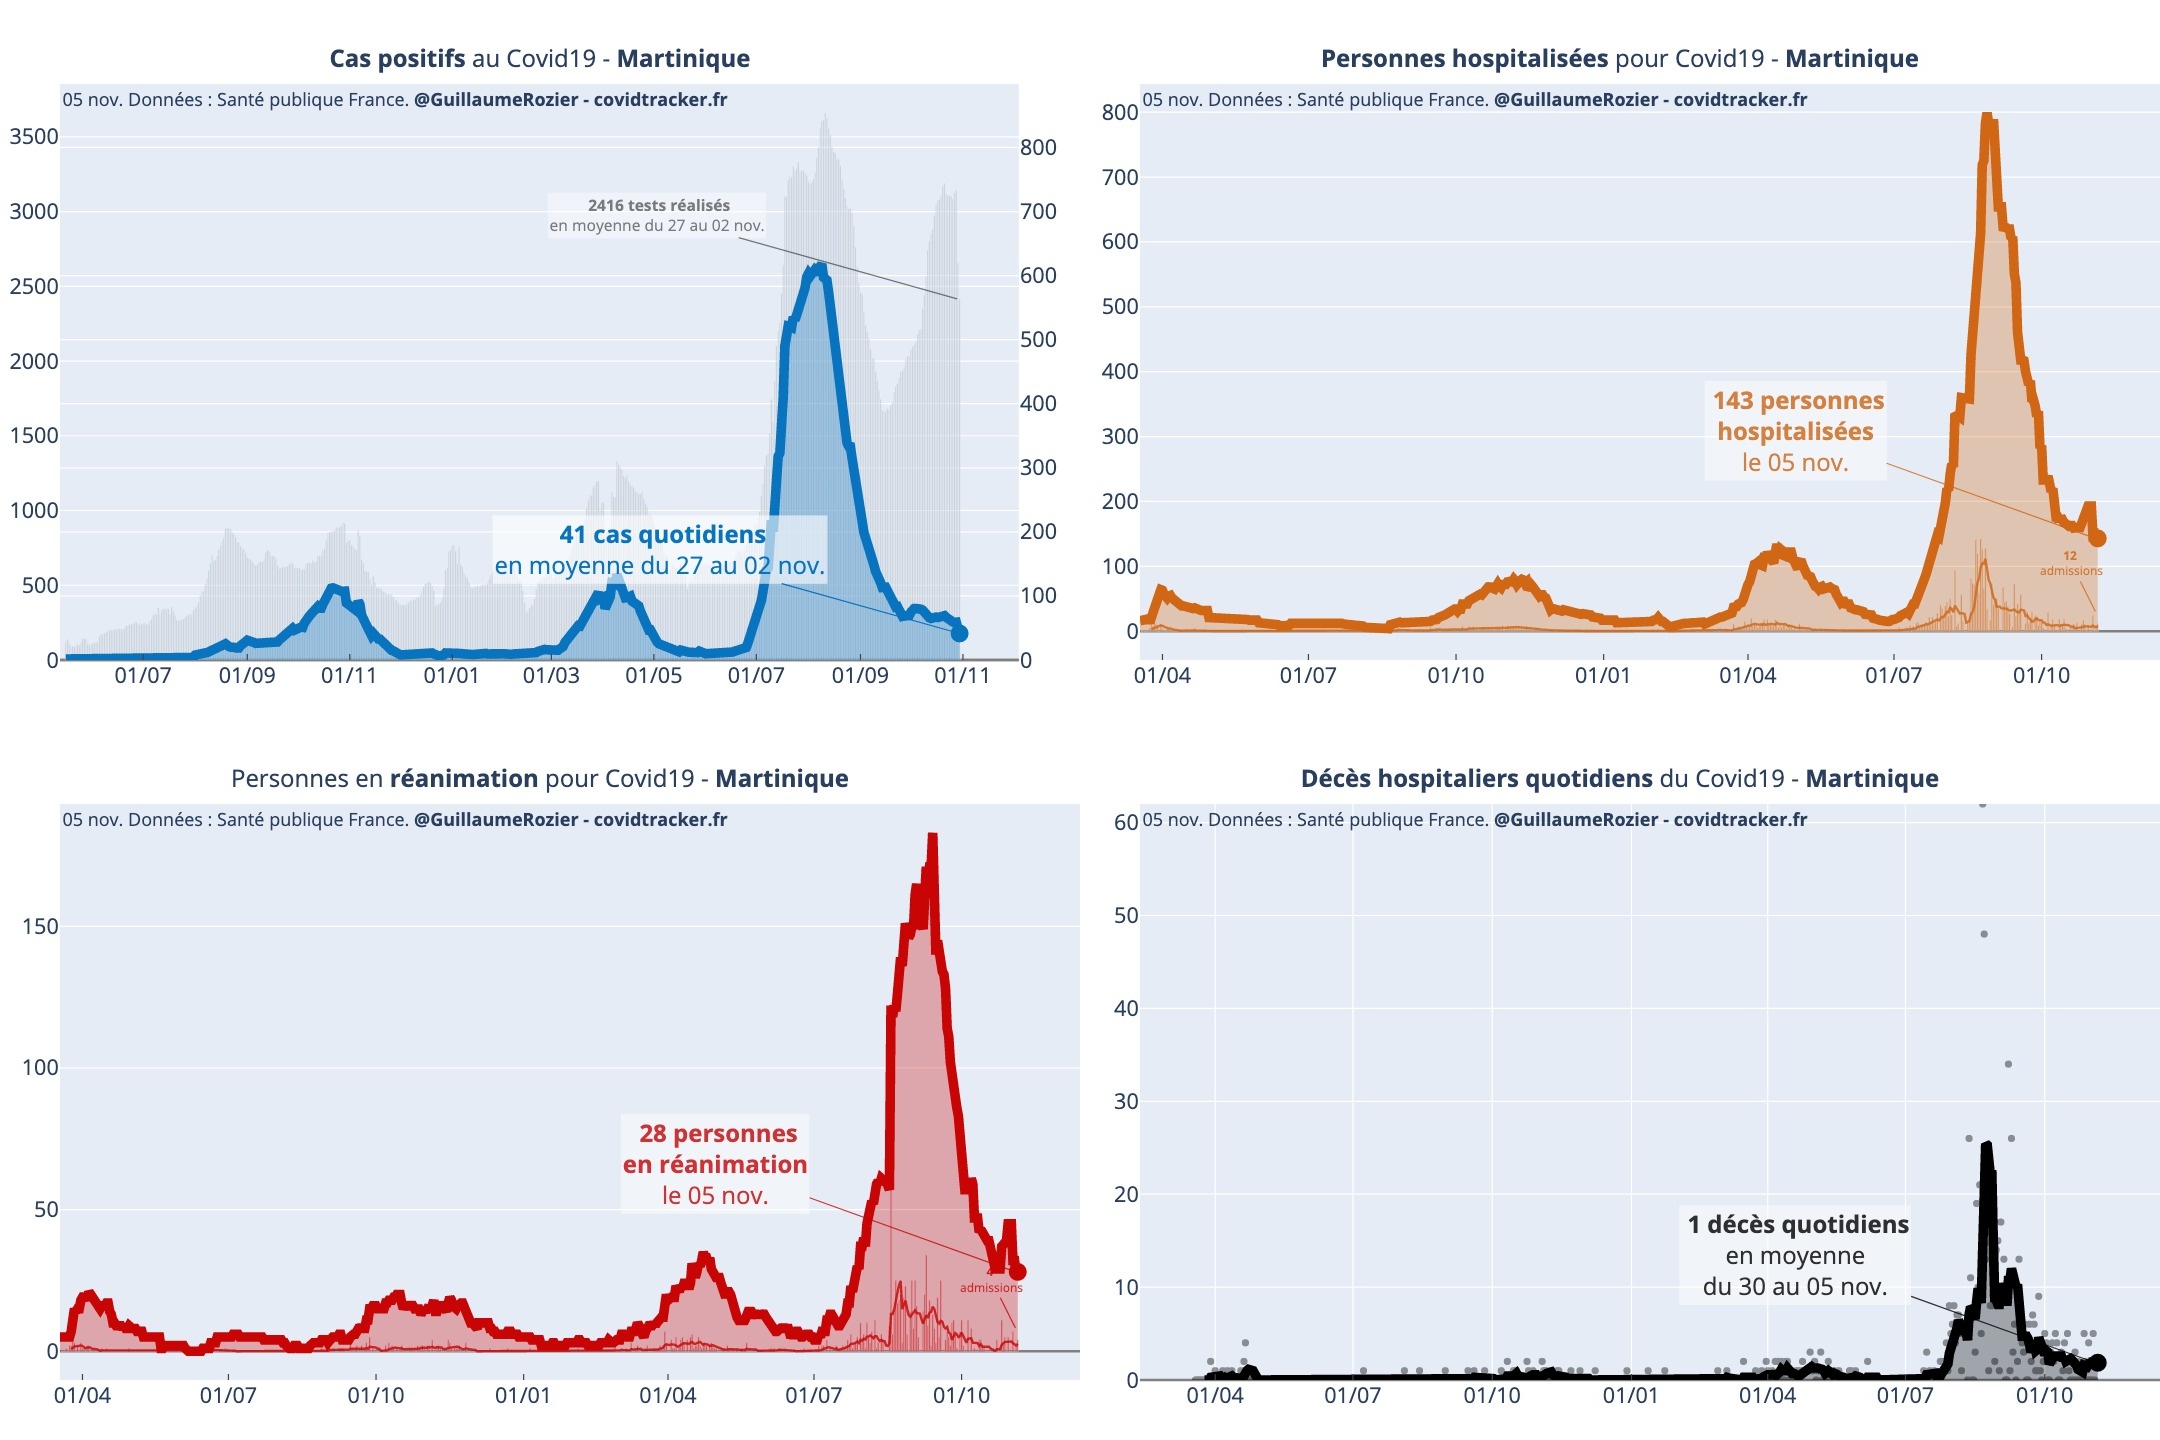 Cas positifs au Covid19 - Martinique
05 nov. Données : Santé publique France. @GuillaumeRozier - covidtracker.fr
3500
3000
2500
2000
1500
1000
500
0
800
700
600
500
400
300
200
100
0
2416 tests réalisés
en moyenne du 27 au 02 nov.
41 cas quotidiens
en moyenne du 27 au 02 nov.
01/07 01/09 01/11 01/01 01/03 01/05 01/07 01/09 01/11
Personnes hospitalisées pour Covid19 - Martinique
05 nov. Données : Santé publique France. @GuillaumeRozier - covidtracker.fr
800
700
600
500
400
300
200
100
0
143 personnes
hospitalisées
le 05 nov.
12
admissions
01/04 01/07 01/10 01/01 01/04 01/07 01/10
Personnes en réanimation pour Covid19 - Martinique
05 nov. Données : Santé publique France. @GuillaumeRozier - covidtracker.fr
150
100
50
0
28 personnes
en réanimation
le 05 nov.
admissions
01/04 01/07 01/10 01/01 01/04 01/07 01/10
Décès hospitaliers quotidiens du Covid19 - Martinique
05 nov. Données : Santé publique France. @GuillaumeRozier - covidtracker.fr
60
50
40
30
20
10
0
1 décès quotidiens
en moyenne
du 30 au 05 nov.
01/04 01/07 01/10 01/01 01/04 01/07 01/10